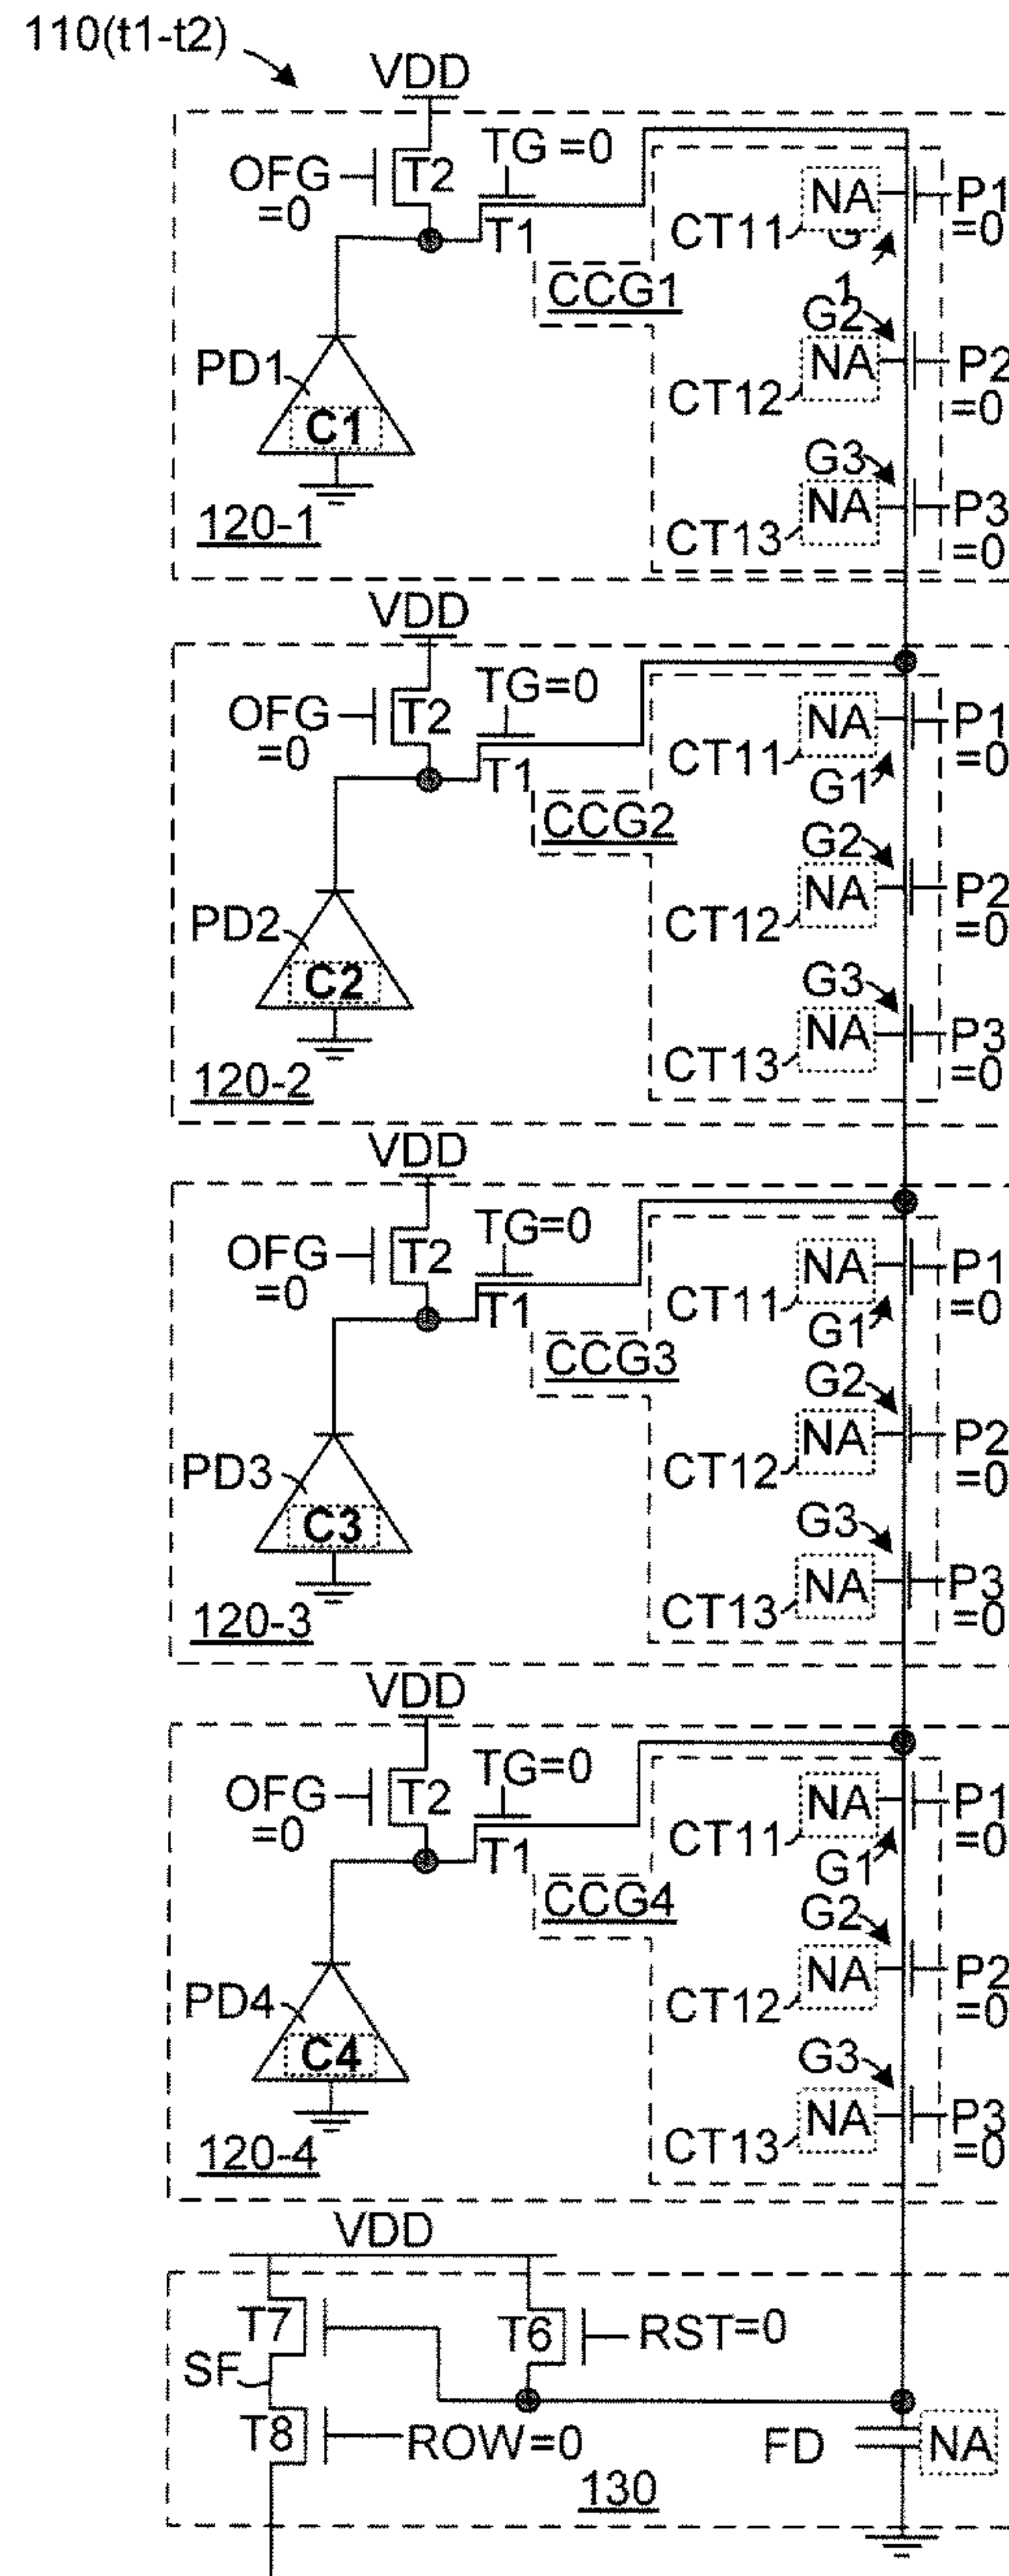 110(t1-t2)
VDD
OFG
=0
T2
TG =0
T1
NA
P1
=0
CT11
G
1
CCG1
G2
NA
P2
=0
CT12
PD1
C1
G3
NA
P3
=0
CT13
120-1
VDD
OFG
=0
T2
TG=0
T1
NA
P1
=0
CT11
G1
CCG2
G2
NA
P2
=0
CT12
PD2
C2
G3
NA
P3
=0
CT13
120-2
VDD
OFG
=0
T2
TG=0
T1
NA
P1
=0
CT11
G1
CCG3
G2
NA
P2
=0
CT12
PD3
C3
G3
NA
P3
=0
CT13
120-3
VDD
OFG
=0
T2
TG=0
T1
NA
P1
=0
CT11
G1
CCG4
G2
NA
P2
=0
CT12
PD4
C4
G3
NA
P3
=0
CT13
120-4
VDD
T7
T6
RST=0
SF
T8
ROW=0
FD
NA
130